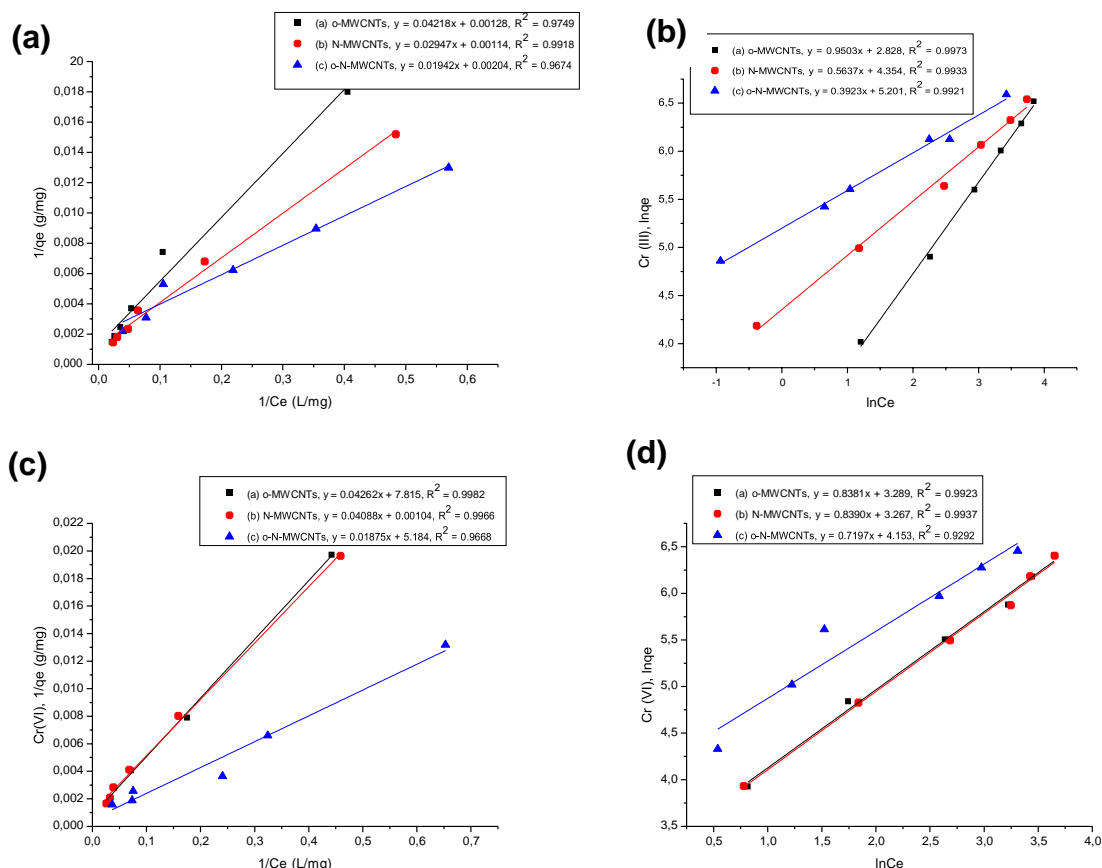 (a)
(a) o-MWCNTs, y = 0.04218x + 0.00128, R² = 0.9749
(b) N-MWCNTs, y = 0.02947x + 0.00114, R² = 0.9918
(c) o-N-MWCNTs, y = 0.01942x + 0.00204, R² = 0.9674
20
0,018
0,016
0,014
0,012
0,010
0,008
0,006
0,004
0,002
0,000
1/qe (g/mg)
0,0 0,1 0,2 0,3 0,4 0,5 0,6
1/Ce (L/mg)
(b)
(a) o-MWCNTs, y = 0.9503x + 2.828, R² = 0.9973
(b) N-MWCNTs, y = 0.5637x + 4.354, R² = 0.9933
(c) o-N-MWCNTs, y = 0.3923x + 5.201, R² = 0.9921
6,5
6,0
5,5
5,0
4,5
4,0
Cr (III), lnqe
-1 0 1 2 3 4
lnCe
(c)
(a) o-MWCNTs, y = 0.04262x + 7.815, R² = 0.9982
(b) N-MWCNTs, y = 0.04088x + 0.00104, R² = 0.9966
(c) o-N-MWCNTs, y = 0.01875x + 5.184, R² = 0.9668
0,022
0,020
0,018
0,016
0,014
0,012
0,010
0,008
0,006
0,004
0,002
0,000
Cr(VI), 1/qe (g/mg)
0,0 0,1 0,2 0,3 0,4 0,5 0,6 0,7
1/Ce (L/mg)
(d)
(a) o-MWCNTs, y = 0.8381x + 3.289, R² = 0.9923
(b) N-MWCNTs, y = 0.8390x + 3.267, R² = 0.9937
(c) o-N-MWCNTs, y = 0.7197x + 4.153, R² = 0.9292
6,5
6,0
5,5
5,0
4,5
4,0
3,5
Cr (VI), lnqe
0,5 1,0 1,5 2,0 2,5 3,0 3,5 4,0
lnCe